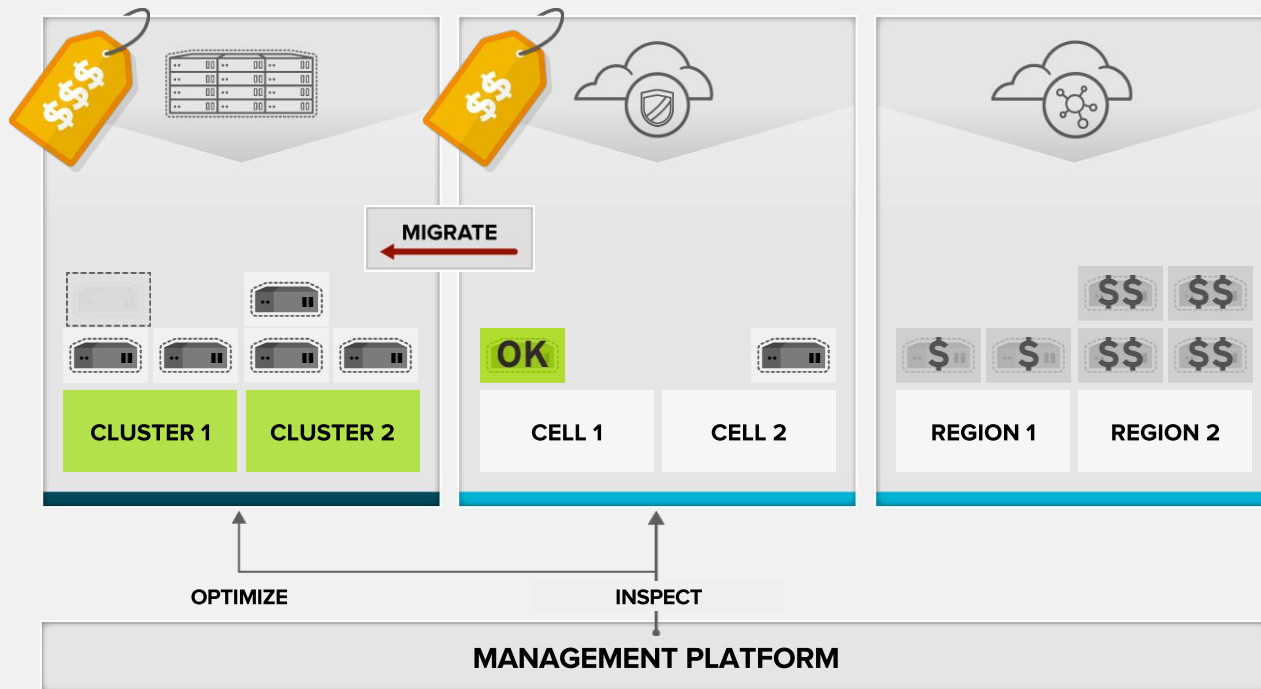 $$$
$$
MIGRATE
$$
$$
OK
$
$
$$
$$
CLUSTER 1
CLUSTER 2
CELL 1
CELL 2
REGION 1
REGION 2
OPTIMIZE
INSPECT
MANAGEMENT PLATFORM